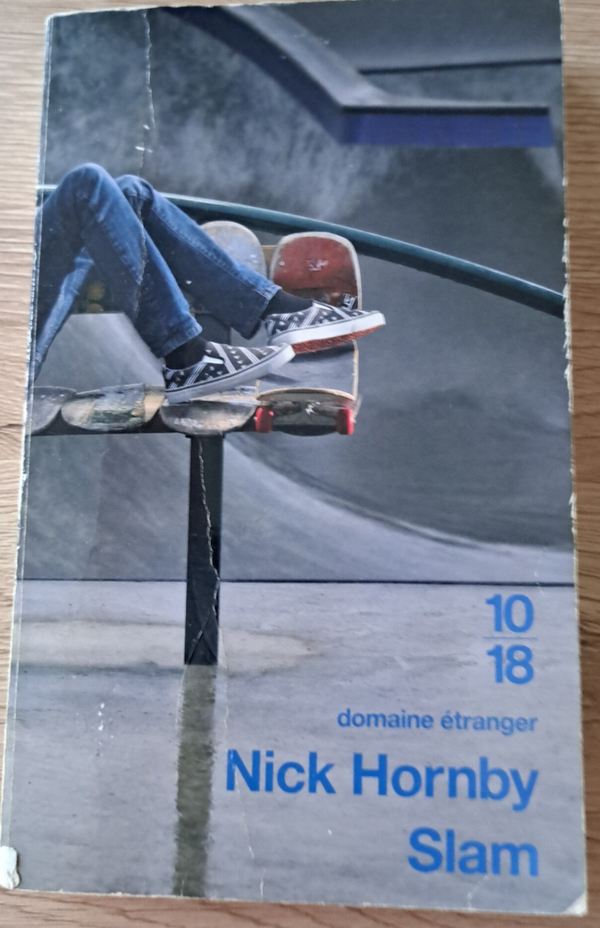 10
18
domaine étranger
Nick Hornby
Slam